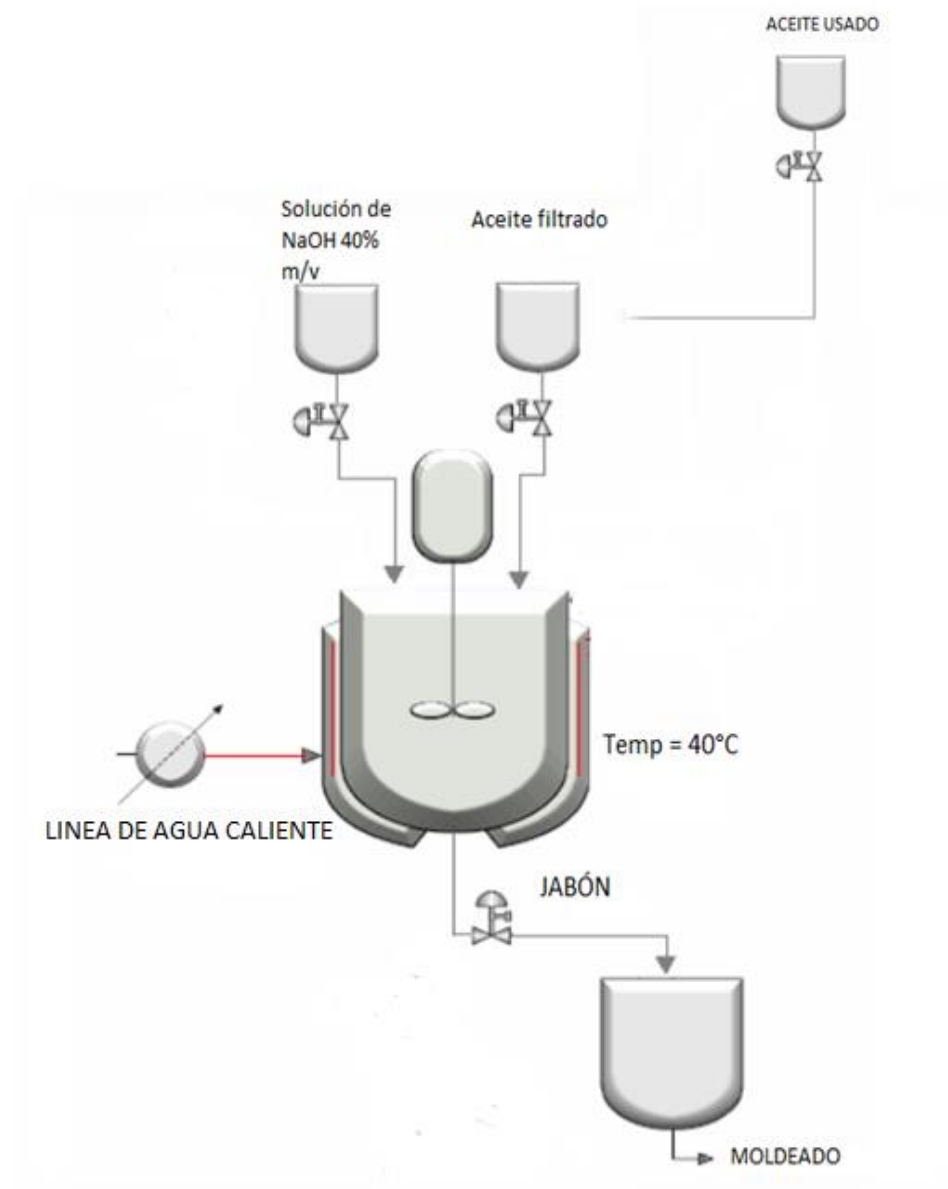 ACEITE USADO
Solución de
NaOH 40%
m/v
Aceite filtrado
Temp = 40°C
LINEA DE AGUA CALIENTE
JABÓN
MOLDEADO